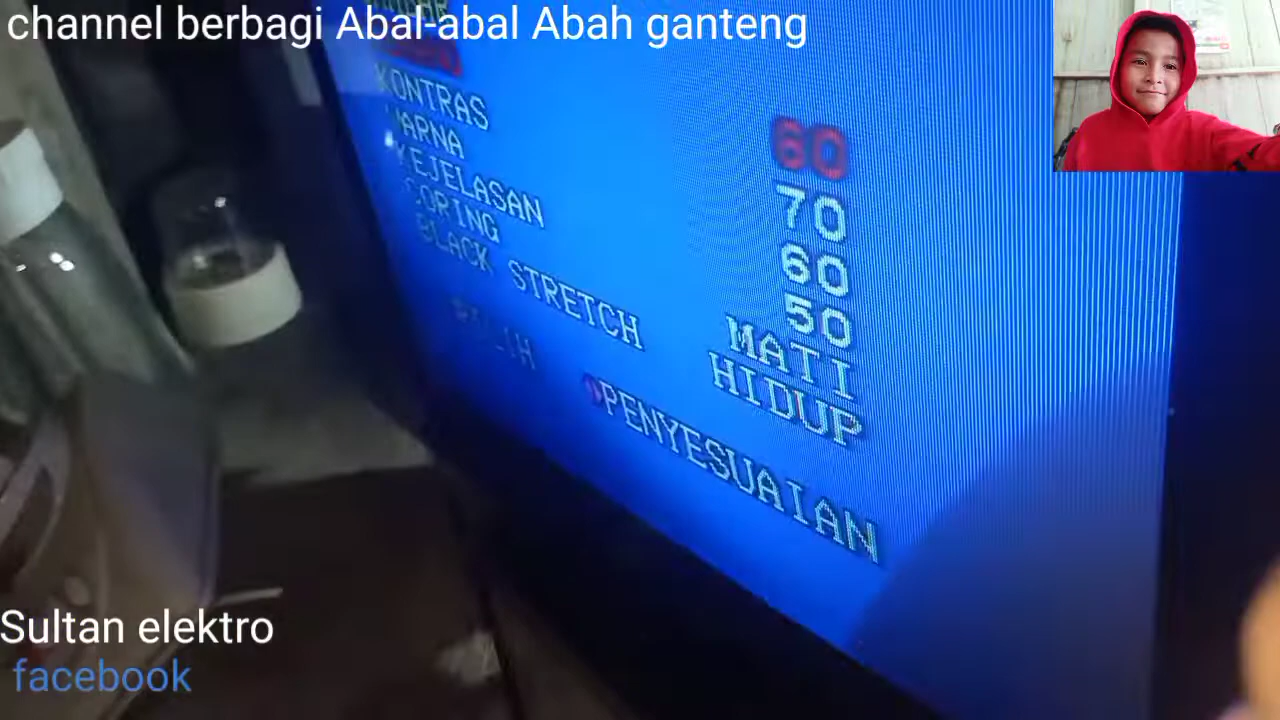 channel berbagi Abal-abal Abah ganteng
60
KONTRAS 70
WARNA 60
KEJELASAN 50
CORING MATI
BLACK STRETCH HIDUP
PILIH PENYESUAIAN
Sultan elektro
facebook